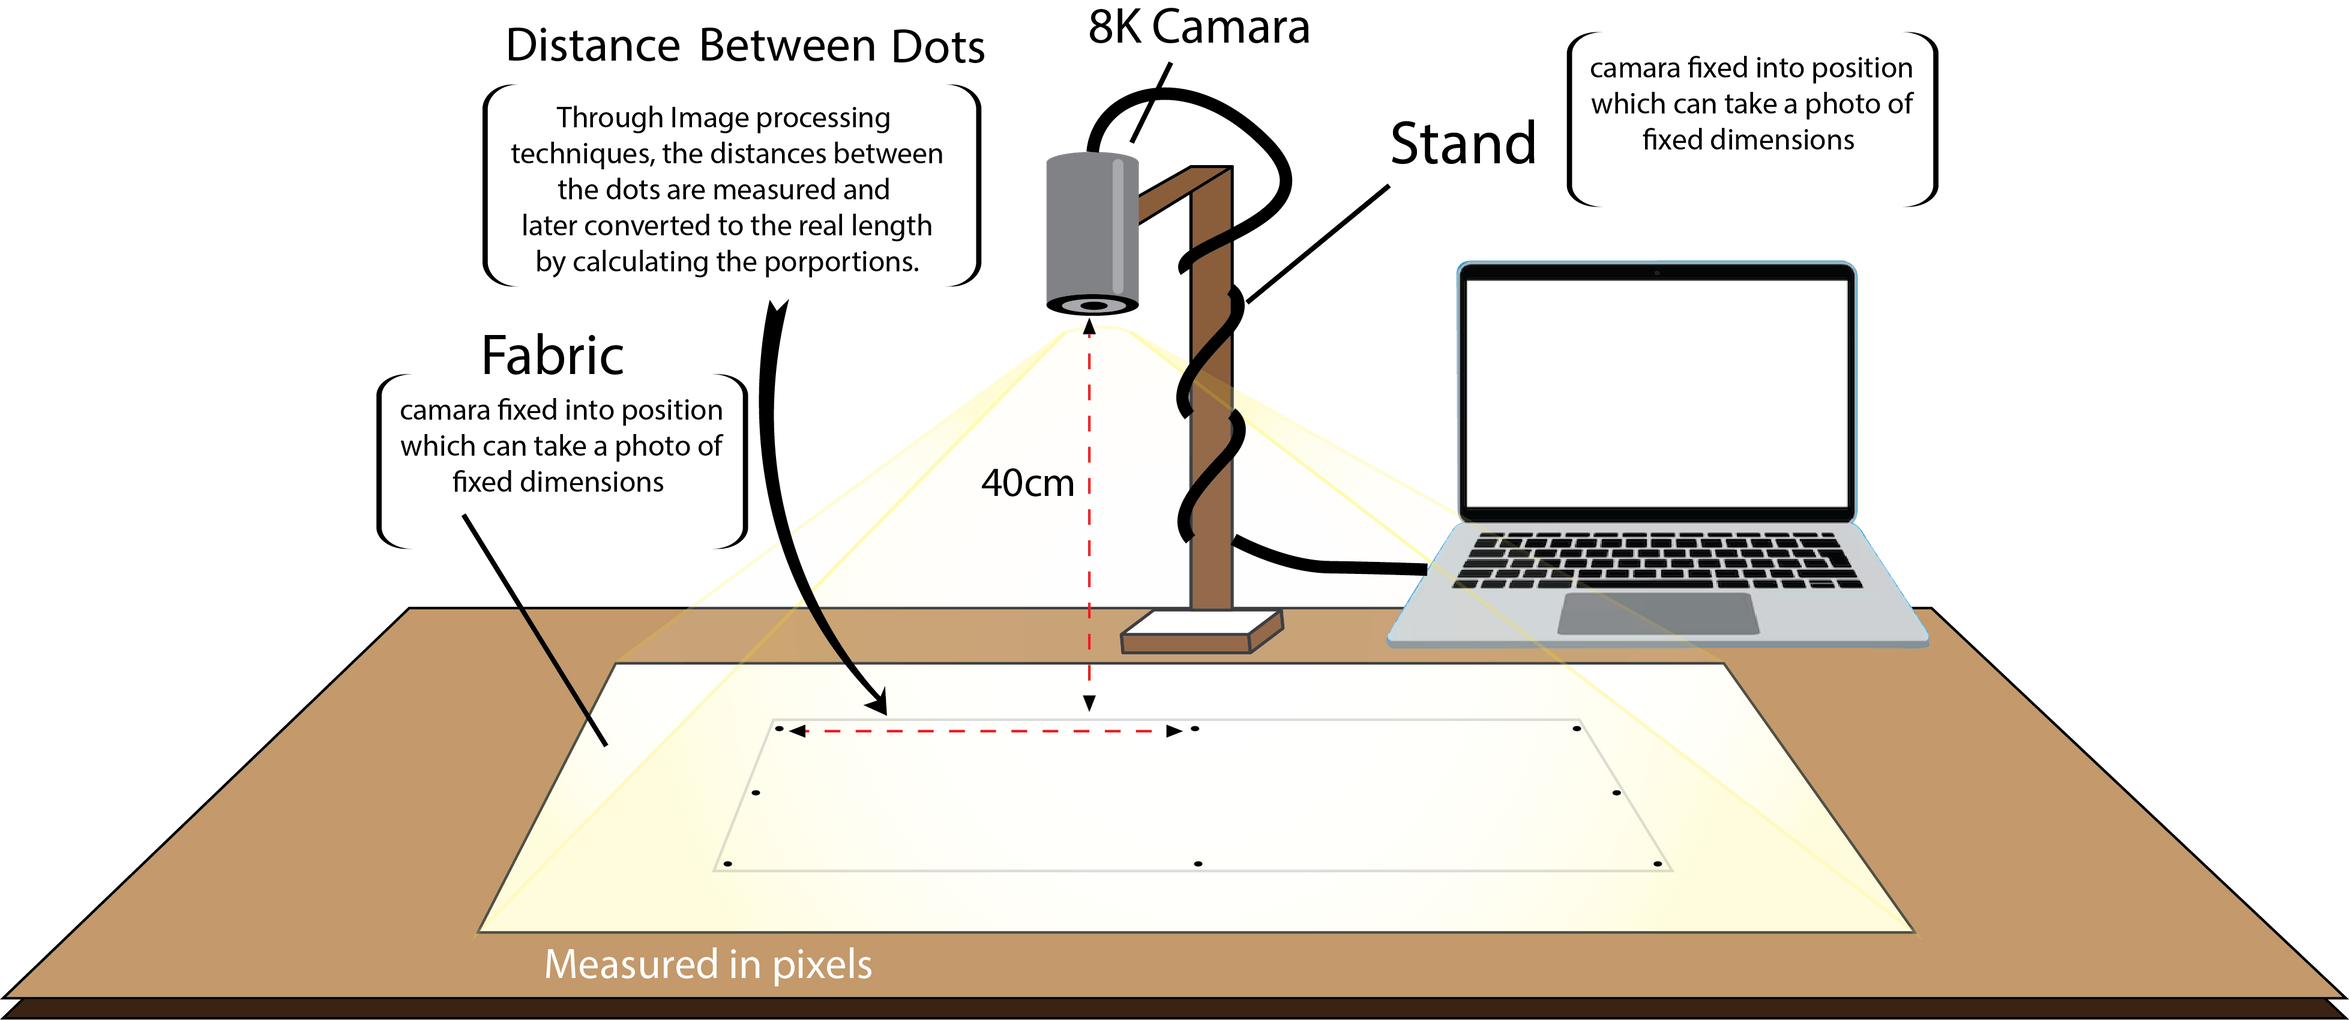 Distance Between Dots
Through Image processing
techniques, the distances between
the dots are measured and
later converted to the real length
by calculating the porportions.
8K Camara
Stand
camara fixed into position
which can take a photo of
fixed dimensions
Fabric
camara fixed into position
which can take a photo of
fixed dimensions
40cm
Measured in pixels